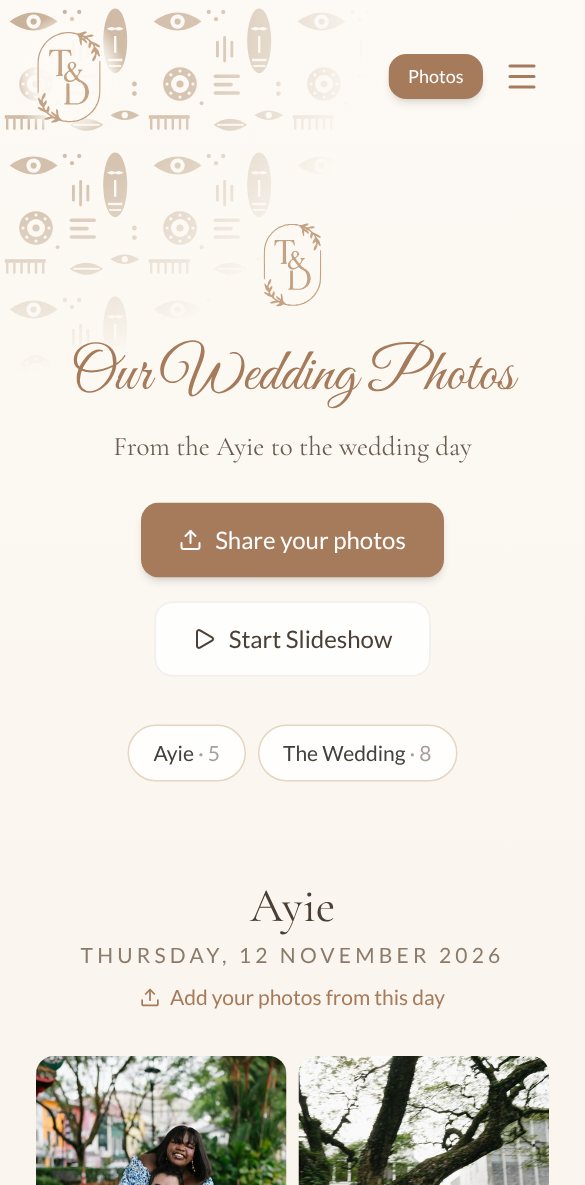 T&D
Photos
T&D
Our Wedding Photos
From the Ayie to the wedding day
Share your photos
Start Slideshow
Ayie · 5
The Wedding · 8
Ayie
THURSDAY, 12 NOVEMBER 2026
Add your photos from this day